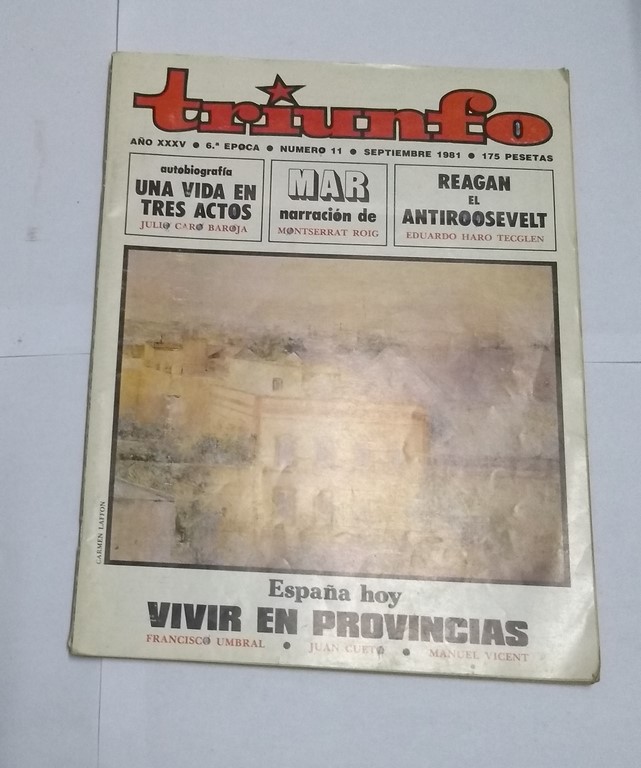 triunfo
AÑO XXXV • 6.ª EPOCA • NUMERO 11 • SEPTIEMBRE 1981 • 175 PESETAS
autobiografía
UNA VIDA EN
TRES ACTOS
JULIO CARO BAROJA
MAR
narración de
MONTSERRAT ROIG
REAGAN
EL
ANTIROOSEVELT
EDUARDO HARO TECGLEN
CARMEN LAFFON
España hoy
VIVIR EN PROVINCIAS
FRANCISCO UMBRAL • JUAN CUETO • MANUEL VICENT